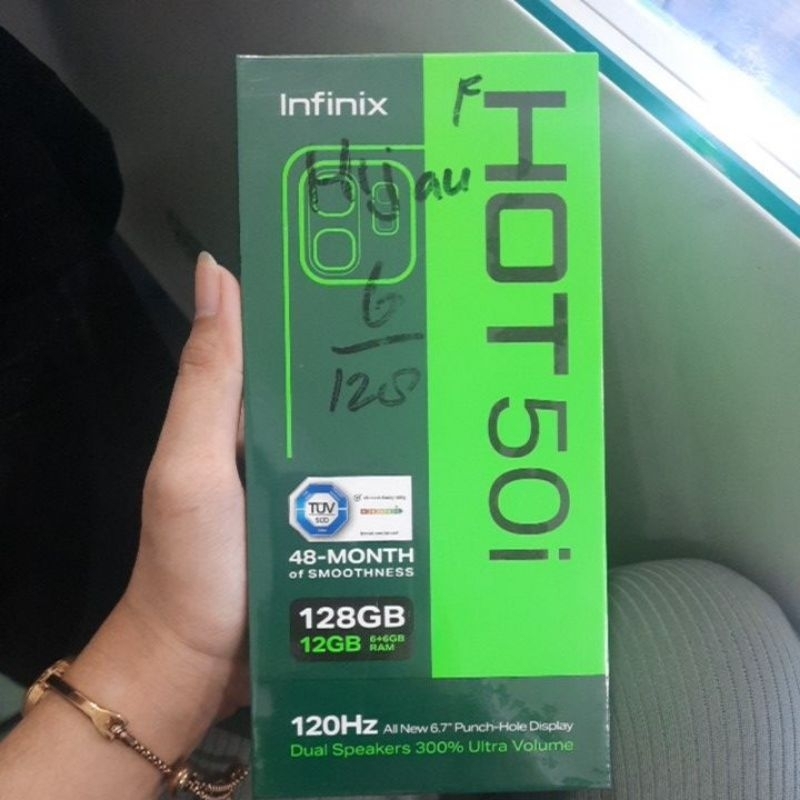 Infinix
F
Hijau
6
128
HOT 50i
TÜV
SÜD
48-MONTH
of SMOOTHNESS
128GB
12GB 6+6GB
RAM
120Hz All New 6.7" Punch-Hole Display
Dual Speakers 300% Ultra Volume